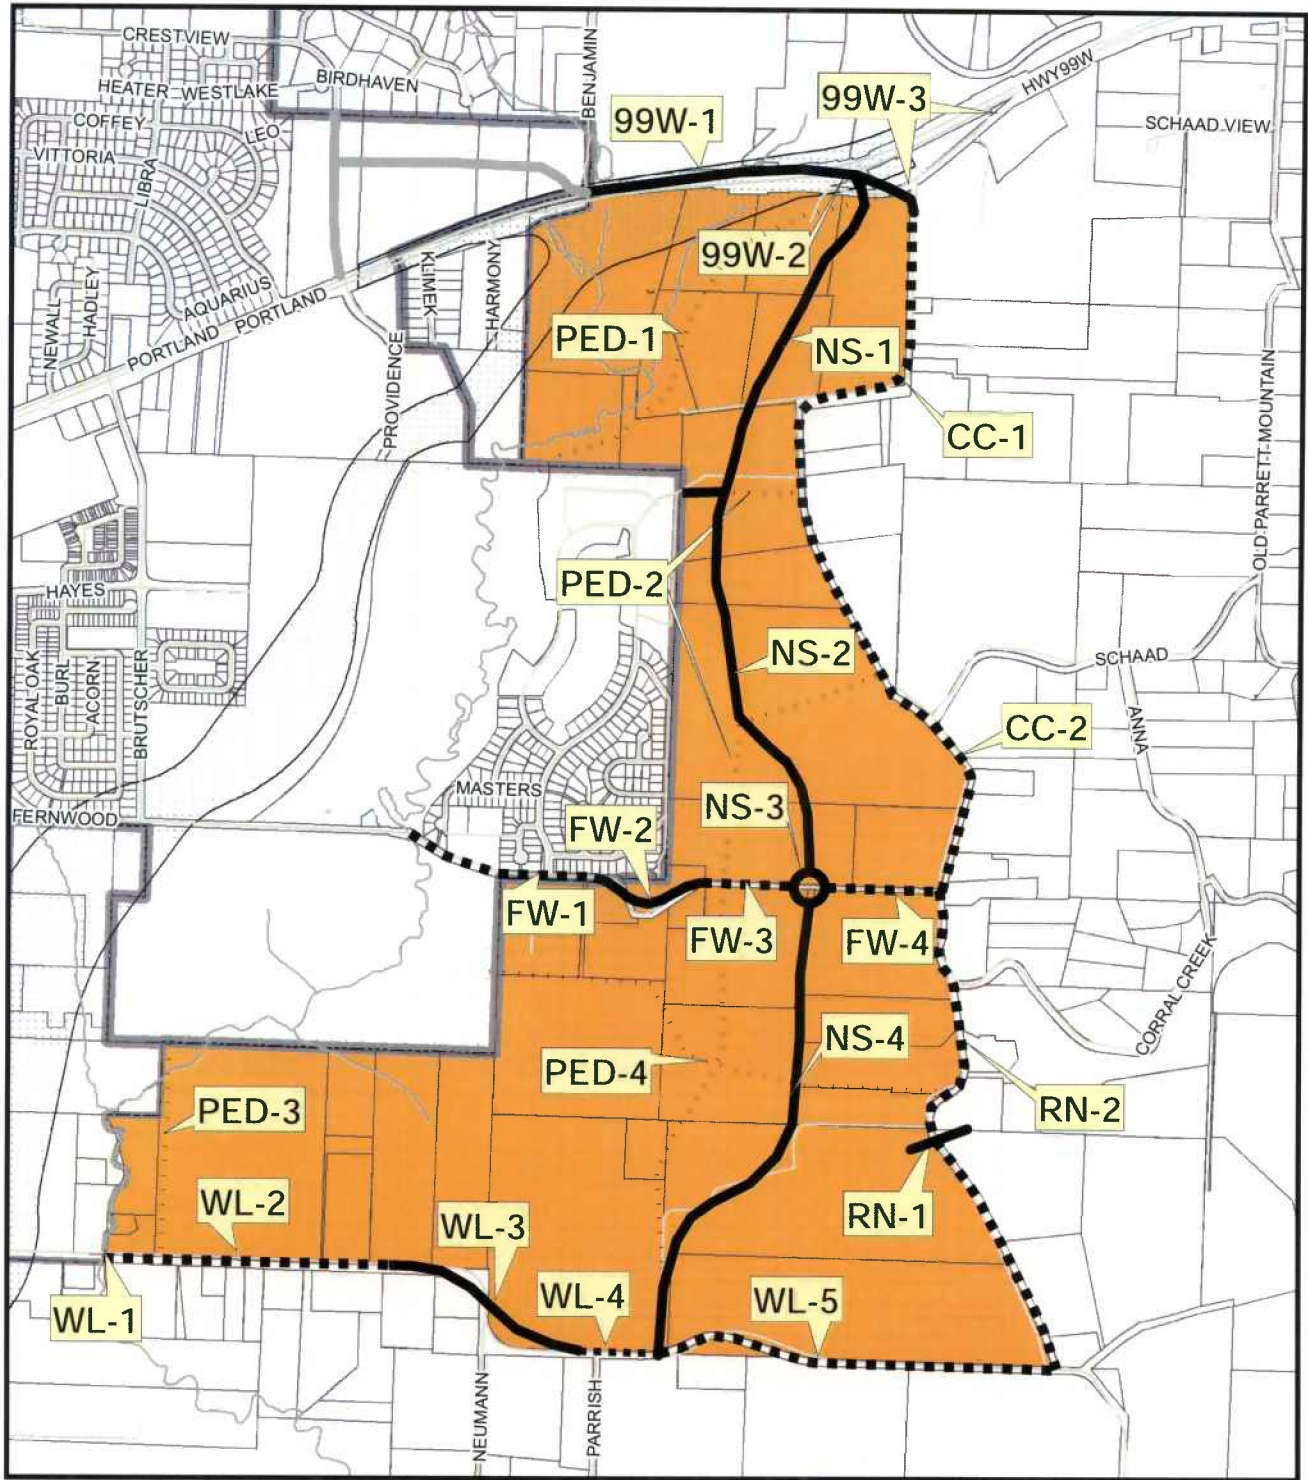 CRESTVIEW
HEATER
WESTLAKE
BIRDHAVEN
BENJAMIN
COFFEY
LEO
VITTORIA
LIBRA
99W-1
99W-3
HWY99W
SCHAAD VIEW
99W-2
AQUARIUS
NEWALL
HADLEY
PORTLAND
PORTLAND
KLIMEK
HARMONY
PROVIDENCE
PED-1
NS-1
CC-1
OLD PARRETT MOUNTAIN
PED-2
HAYES
ROYAL OAK
BURL
ACORN
BRUTSCHER
NS-2
SCHAAD
ANNA
CC-2
MASTERS
NS-3
FERNWOOD
FW-2
FW-1
FW-3
FW-4
CORRAL CREEK
NS-4
PED-4
PED-3
RN-2
WL-2
WL-3
RN-1
WL-1
WL-4
WL-5
NEUMANN
PARRISH